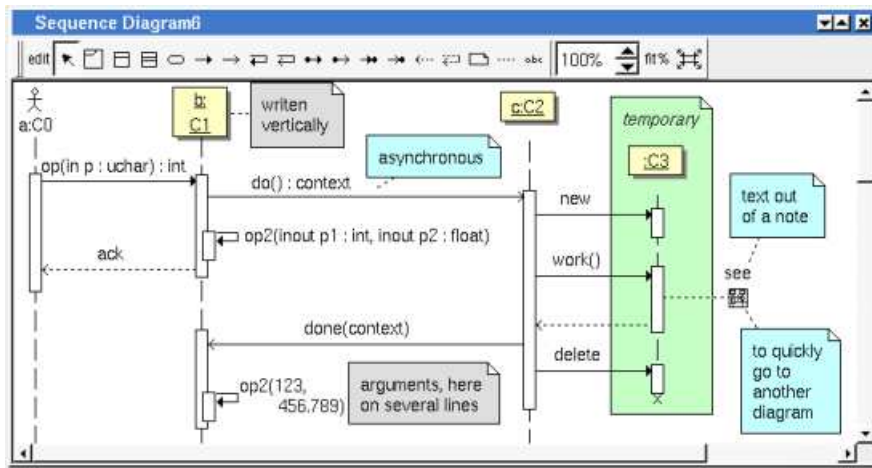 Sequence Diagram6
edit
abc
100%
fit%
a:C0
b:
C1
writen
vertically
c:C2
temporary
:C3
op(in p : uchar) : int
asynchronous
do() : context
new
text out
of a note
op2(inout p1 : int, inout p2 : float)
ack
work()
see
done(context)
delete
to quickly
go to
another
diagram
op2(123,
456,789)
arguments, here
on several lines